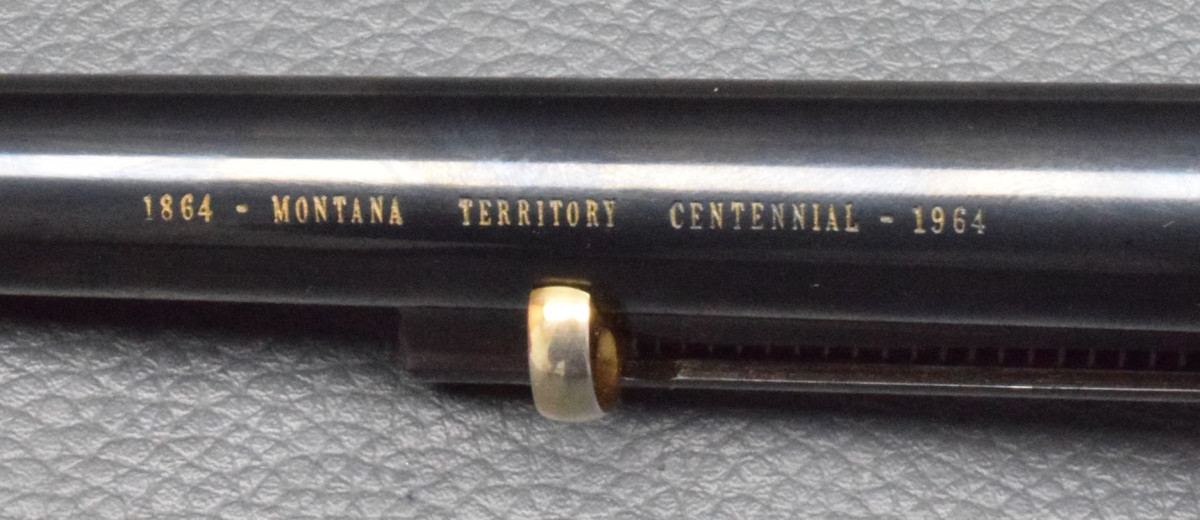 1864 - MONTANA TERRITORY CENTENNIAL - 1964